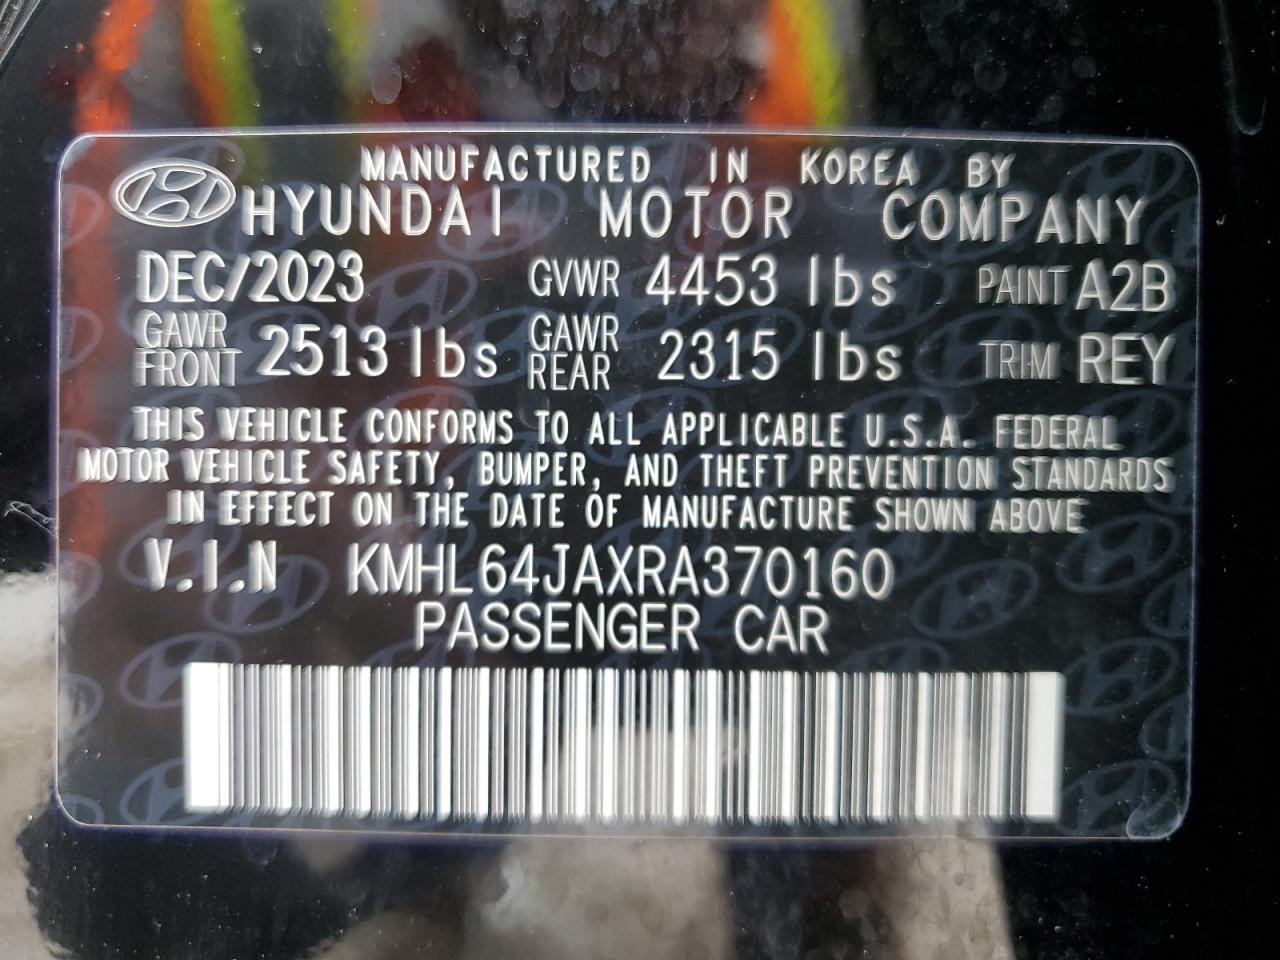 MANUFACTURED IN KOREA BY
HYUNDAI MOTOR COMPANY
DEC/2023 GVWR 4453 lbs PAINT A2B
GAWR FRONT 2513 lbs GAWR REAR 2315 lbs TRIM REY
THIS VEHICLE CONFORMS TO ALL APPLICABLE U.S.A. FEDERAL
MOTOR VEHICLE SAFETY, BUMPER, AND THEFT PREVENTION STANDARDS
IN EFFECT ON THE DATE OF MANUFACTURE SHOWN ABOVE
V.I.N KMHL64JAXRA370160
PASSENGER CAR